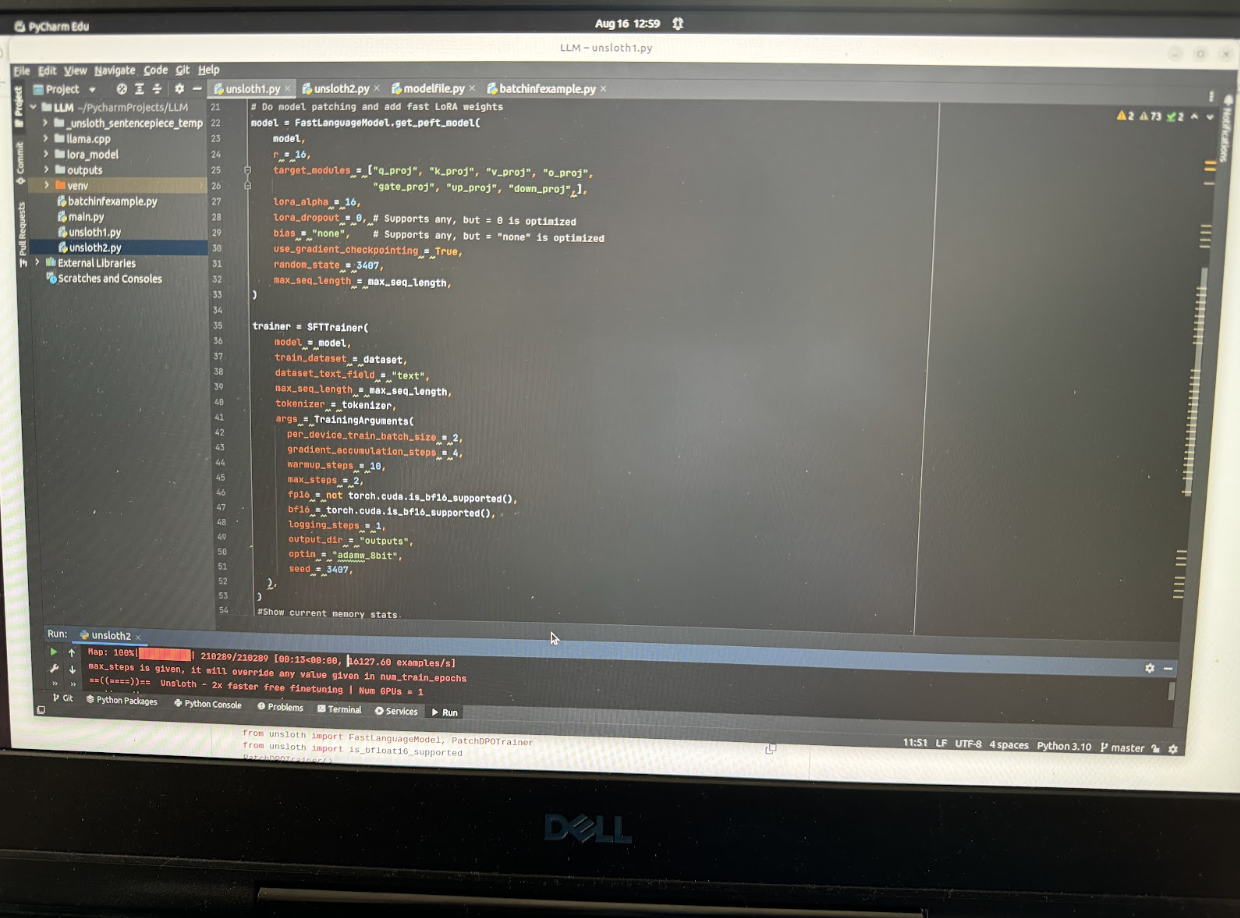 PyCharm Edu
Aug 16 12:59
LLM – unsloth1.py
File Edit View Navigate Code Git Help
Project
unsloth1.py
unsloth2.py
modelfile.py
batchinfexample.py
Project
Commit
Pull Requests
Notifications
LLM ~/PycharmProjects/LLM
_unsloth_sentencepiece_temp
llama.cpp
lora_model
outputs
venv
batchinfexample.py
main.py
unsloth1.py
unsloth2.py
External Libraries
Scratches and Consoles
2 73 2
21 # Do model patching and add fast LoRA weights
22 model = FastLanguageModel.get_peft_model(
23 model,
24 r = 16,
25 target_modules = ["q_proj", "k_proj", "v_proj", "o_proj",
26 "gate_proj", "up_proj", "down_proj",],
27 lora_alpha = 16,
28 lora_dropout = 0, # Supports any, but = 0 is optimized
29 bias = "none", # Supports any, but = "none" is optimized
30 use_gradient_checkpointing = True,
31 random_state = 3407,
32 max_seq_length = max_seq_length,
33 )
34
35 trainer = SFTTrainer(
36 model = model,
37 train_dataset = dataset,
38 dataset_text_field = "text",
39 max_seq_length = max_seq_length,
40 tokenizer = tokenizer,
41 args = TrainingArguments(
42 per_device_train_batch_size = 2,
43 gradient_accumulation_steps = 4,
44 warmup_steps = 10,
45 max_steps = 2,
46 fp16 = not torch.cuda.is_bf16_supported(),
47 bf16 = torch.cuda.is_bf16_supported(),
48 logging_steps = 1,
49 output_dir = "outputs",
50 optim = "adamw_8bit",
51 seed = 3407,
52 ),
53 )
54 #Show current memory stats
Run: unsloth2
Map: 100%| | 210289/210289 [00:13<00:00, 16127.60 examples/s]
max_steps is given, it will override any value given in num_train_epochs
==((====))== Unsloth - 2x faster free finetuning | Num GPUs = 1
Git
Python Packages
Python Console
Problems
Terminal
Services
Run
11:51 LF UTF-8 4 spaces Python 3.10 master
from unsloth import FastLanguageModel, PatchDPOTrainer
from unsloth import is_bfloat16_supported
PatchDPOTrainer()
DELL